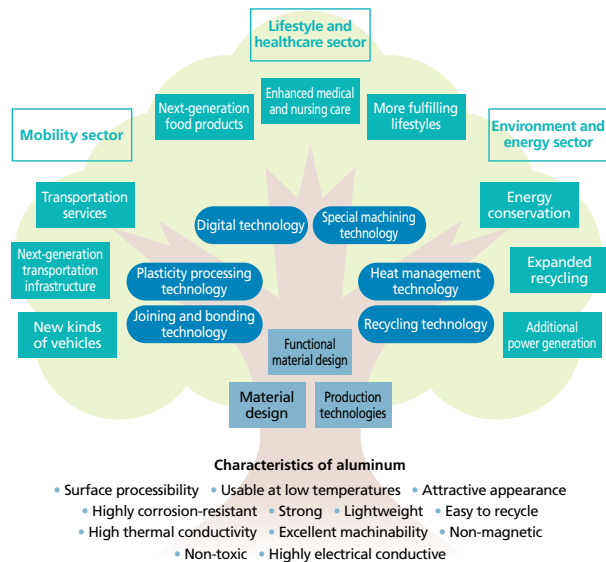 Lifestyle and
healthcare sector
Enhanced medical
and nursing care
Next-generation
food products
More fulfilling
lifestyles
Mobility sector
Environment and
energy sector
Transportation
services
Energy
conservation
Digital technology
Special machining
technology
Next-generation
transportation
infrastructure
Plasticity processing
technology
Heat management
technology
Expanded
recycling
New kinds
of vehicles
Joining and bonding
technology
Recycling technology
Additional
power generation
Functional
material design
Material
design
Production
technologies
Characteristics of aluminum
• Surface processibility • Usable at low temperatures • Attractive appearance
• Highly corrosion-resistant • Strong • Lightweight • Easy to recycle
• High thermal conductivity • Excellent machinability • Non-magnetic
• Non-toxic • Highly electrical conductive